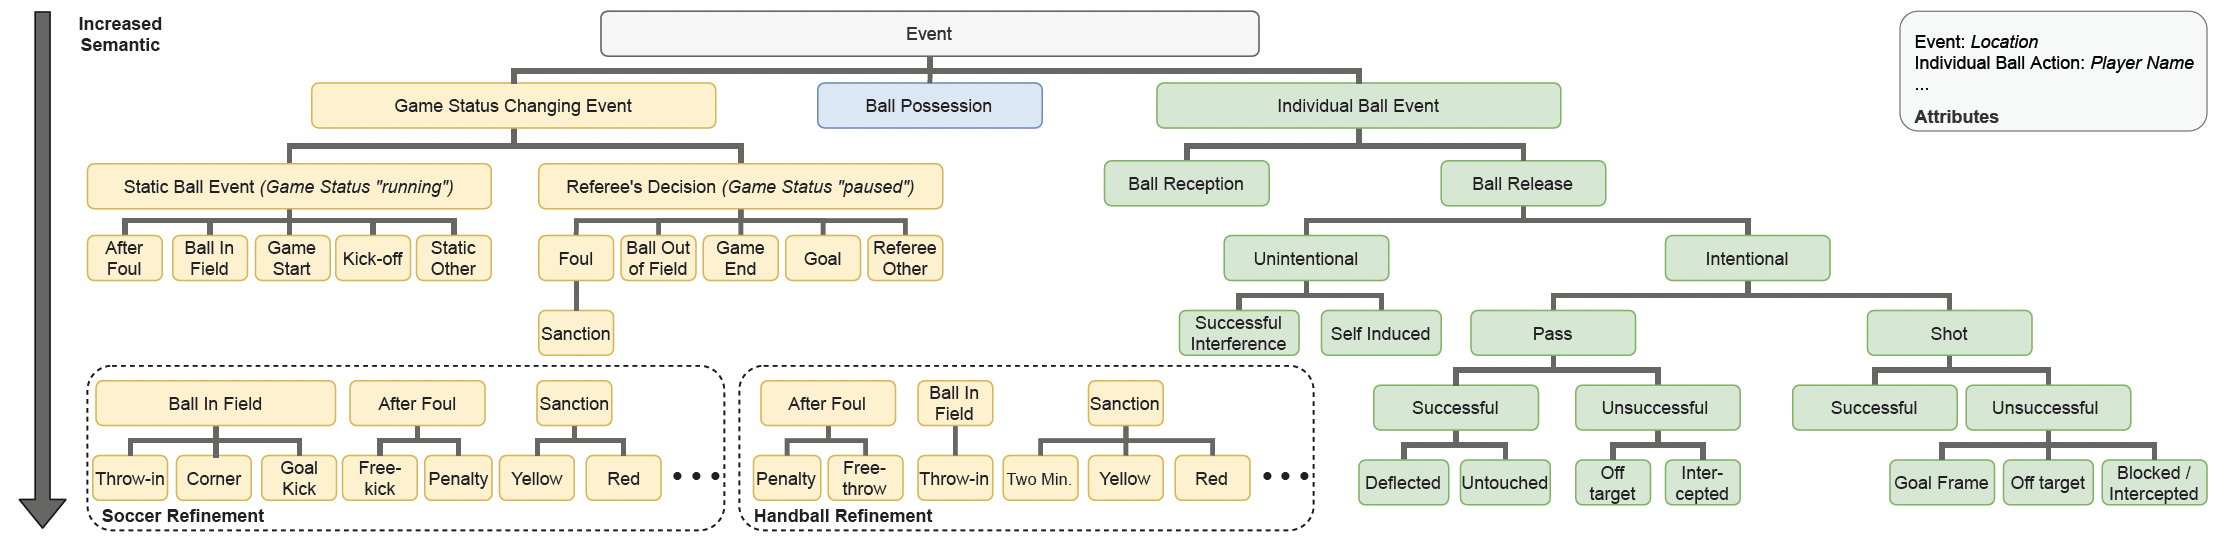 Increased
Semantic
Event
Event: Location
Individual Ball Action: Player Name
...
Attributes
Game Status Changing Event
Ball Possession
Individual Ball Event
Static Ball Event (Game Status "running")
Referee's Decision (Game Status "paused")
Ball Reception
Ball Release
After
Foul
Ball In
Field
Game
Start
Kick-off
Static
Other
Foul
Ball Out
of Field
Game
End
Goal
Referee
Other
Unintentional
Intentional
Sanction
Successful
Interference
Self Induced
Pass
Shot
Ball In Field
After Foul
Sanction
After Foul
Ball In
Field
Sanction
Successful
Unsuccessful
Successful
Unsuccessful
Throw-in
Corner
Goal
Kick
Free-
kick
Penalty
Yellow
Red
Penalty
Free-
throw
Throw-in
Two Min.
Yellow
Red
Deflected
Untouched
Off
target
Inter-
cepted
Goal Frame
Off target
Blocked /
Intercepted
Soccer Refinement
Handball Refinement